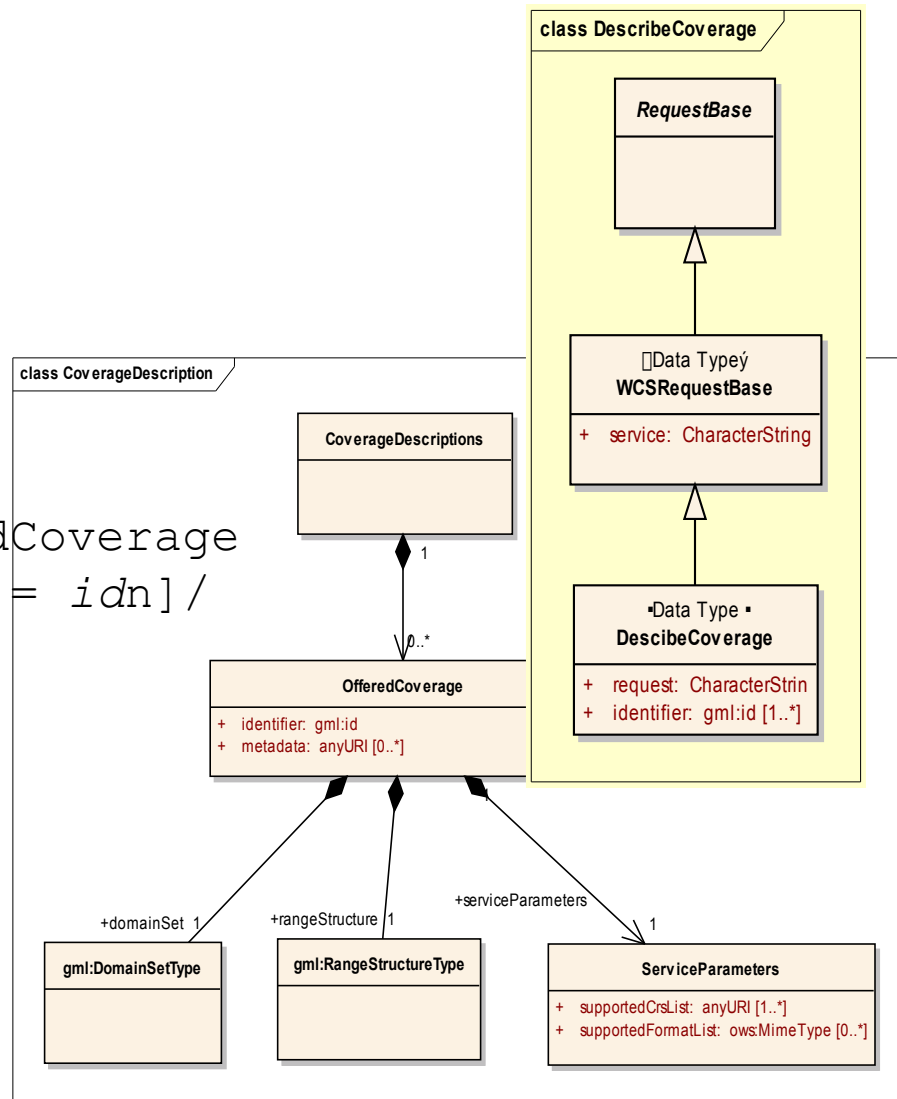 class DescribeCoverage
RequestBase
Data Typeý
WCSRequestBase
+ service: CharacterString
▪Data Type ▪
DescibeCoverage
+ request: CharacterStrin
+ identifier: gml:id [1..*]
class CoverageDescription
CoverageDescriptions
1
dCoverage
= idn]/
0..*
OfferedCoverage
+ identifier: gml:id
+ metadata: anyURI [0..*]
1
+domainSet 1
+rangeStructure 1
+serviceParameters
1
gml:DomainSetType
gml:RangeStructureType
ServiceParameters
+ supportedCrsList: anyURI [1..*]
+ supportedFormatList: ows:MimeType [0..*]